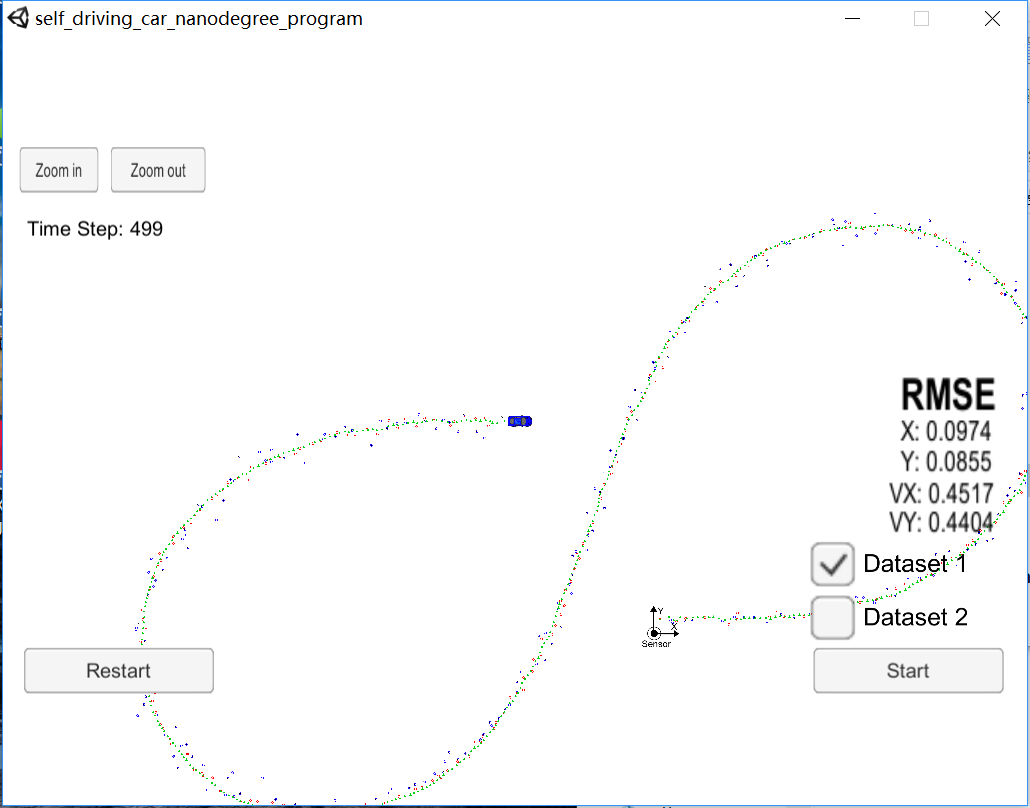 self_driving_car_nanodegree_program
Zoom in
Zoom out
Time Step: 499
RMSE
X: 0.0974
Y: 0.0855
VX: 0.4517
VY: 0.4404
Dataset 1
Dataset 2
Y
X
Sensor
Restart
Start